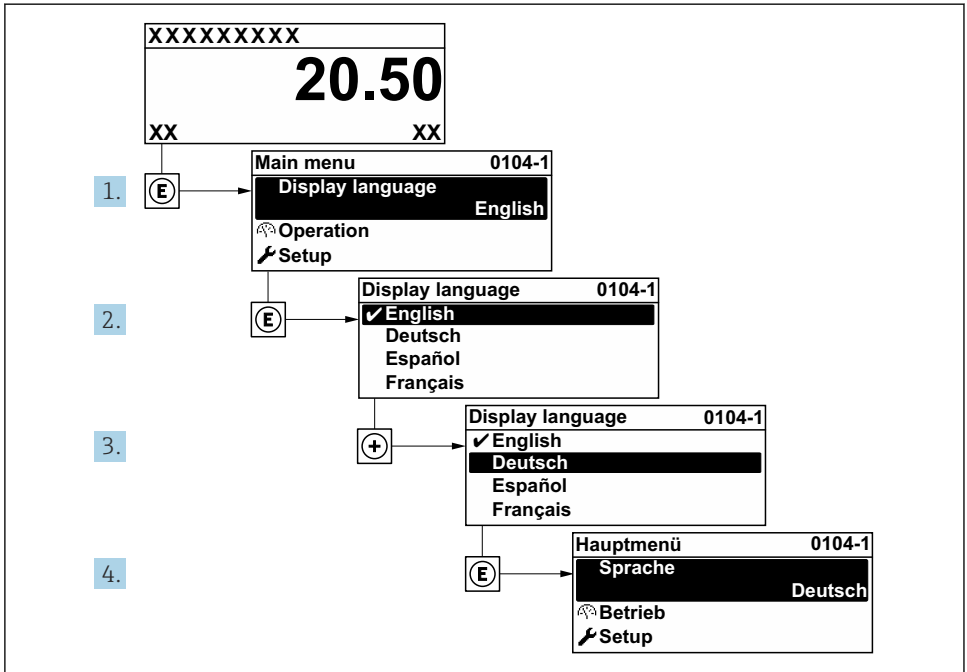 XXXXXXXXX
20.50
XX XX
Main menu 0104-1
1. E Display language
English
Operation
Setup
Display language 0104-1
2. E ✔English
Deutsch
Español
Français
Display language 0104-1
3. + ✔English
Deutsch
Español
Français
Hauptmenü 0104-1
4. E Sprache
Deutsch
Betrieb
Setup